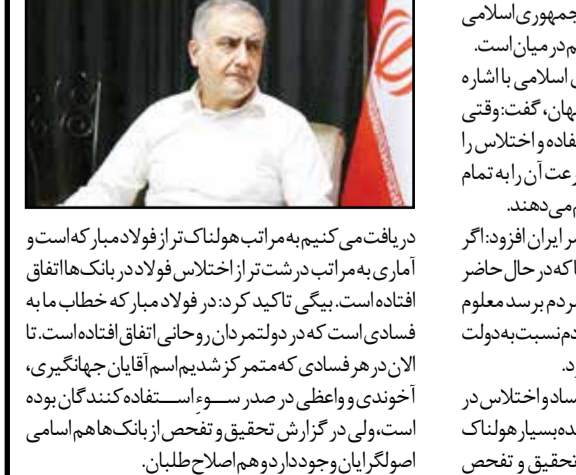 جمهوری اسلامی
م در میان است.
اسلامی با اشاره
هان، گفت: وقتی
فاده و اختلاس را
رعت آن را به تمام
م می‌دهند.
سر ایران افزود: اگر
ا که در حال حاضر
ردم برسد معلوم
دم نسبت به دولت
د.
ساد و اختلاس در
ده بسیار هولناک
تحقیق و تفحص
دریافت می کنیم به مراتب هولناک تر از فولاد مبارکه است و
آماری به مراتب درشت تر از اختلاس فولاد در بانک‌ها اتفاق
افتاده است. بیگی تاکید کرد: در فولاد مبارکه خطاب ما به
فسادی است که در دولتمردان روحانی اتفاق افتاده است. تا
الان در هر فسادی که متمرکز شدیم اسم آقایان جهانگیری،
آخوندی و واعظی در صدر سوءِ استفاده کنندگان بوده
است، ولی در گزارش تحقیق و تفحص از بانک‌ها هم اسامی
اصولگرایان وجود دارد و هم اصلاح طلبان.